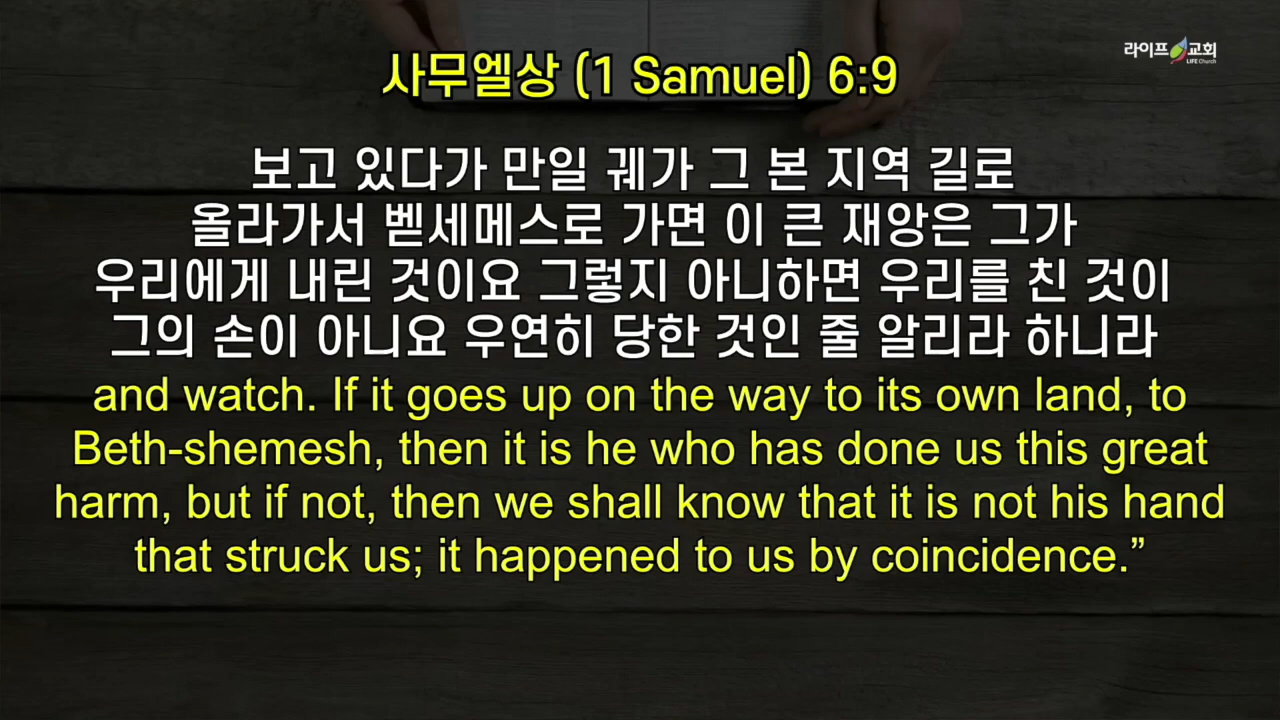 라이프 교회
LIFE Church
사무엘상 (1 Samuel) 6:9
보고 있다가 만일 궤가 그 본 지역 길로
올라가서 벧세메스로 가면 이 큰 재앙은 그가
우리에게 내린 것이요 그렇지 아니하면 우리를 친 것이
그의 손이 아니요 우연히 당한 것인 줄 알리라 하니라
and watch. If it goes up on the way to its own land, to
Beth-shemesh, then it is he who has done us this great
harm, but if not, then we shall know that it is not his hand
that struck us; it happened to us by coincidence.”